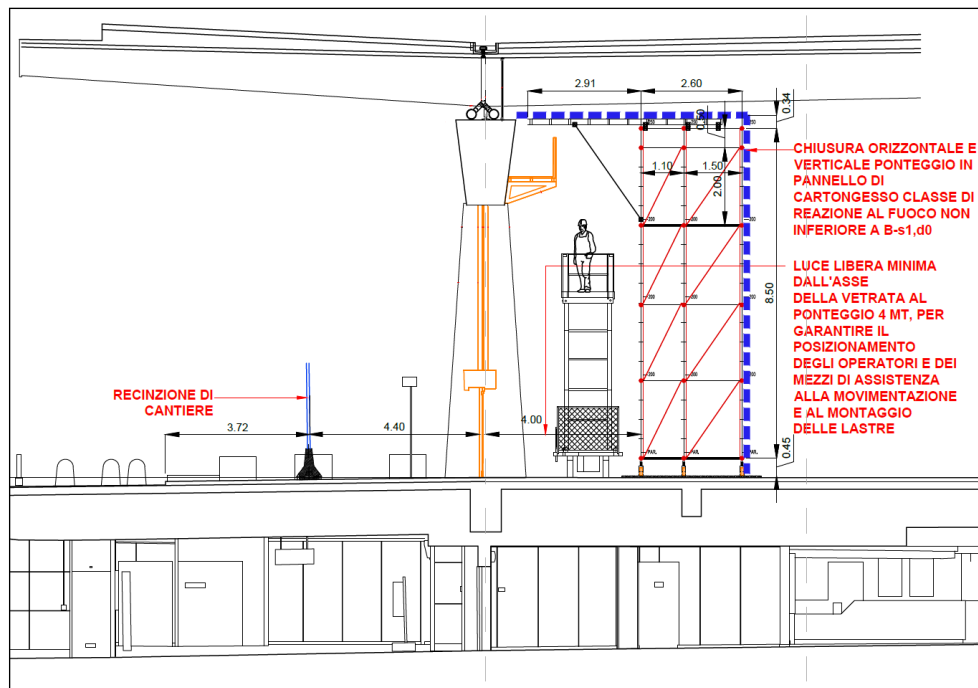 2.91
2.60
0.34
0.50
CHIUSURA ORIZZONTALE E
VERTICALE PONTEGGIO IN
PANNELLO DI
CARTONGESSO CLASSE DI
REAZIONE AL FUOCO NON
INFERIORE A B-s1,d0
1.10
1.50
2.00
LUCE LIBERA MINIMA
DALL'ASSE
DELLA VETRATA AL
PONTEGGIO 4 MT, PER
GARANTIRE IL
POSIZIONAMENTO
DEGLI OPERATORI E DEI
MEZZI DI ASSISTENZA
ALLA MOVIMENTAZIONE
E AL MONTAGGIO
DELLE LASTRE
8.50
RECINZIONE DI
CANTIERE
3.72
4.40
4.00
0.45